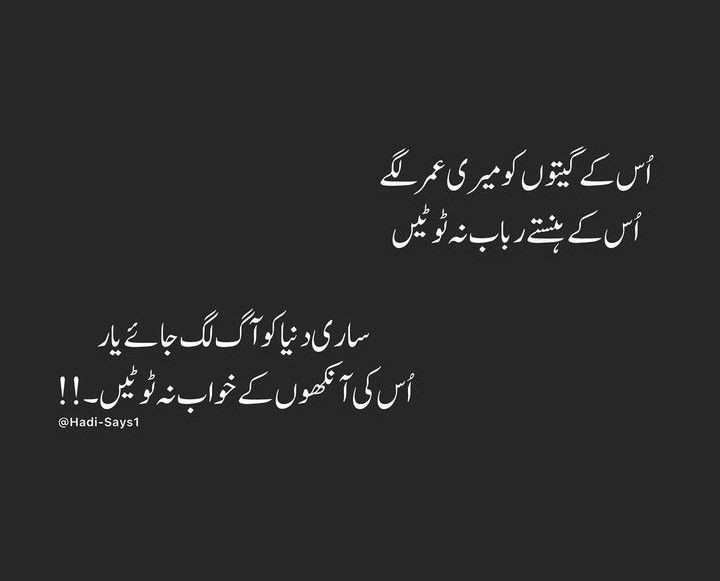 اُس کے گیتوں کو میری عمر لگے
اُس کے ہنستے رباب نہ ٹوٹیں
ساری دنیا کو آگ لگ جائے یار
اُس کی آنکھوں کے خواب نہ ٹوٹیں۔!!
@Hadi-Says1